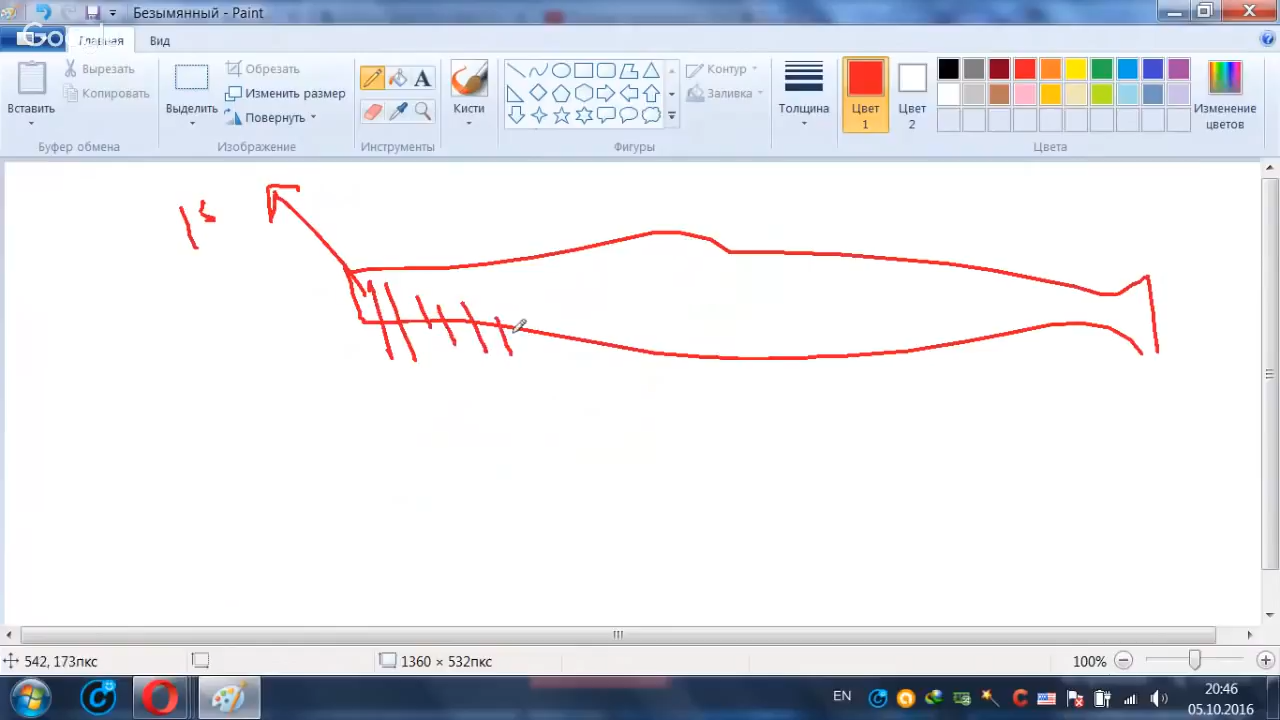 Безымянный - Paint
Главная
Вид
Вставить
Вырезать
Копировать
Выделить
Обрезать
Изменить размер
Повернуть
Кисти
Контур
Заливка
Толщина
Цвет 1
Цвет 2
Изменение цветов
Буфер обмена
Изображение
Инструменты
Фигуры
Цвета
542, 173пкс
1360 × 532пкс
100%
EN
20:46
05.10.2016